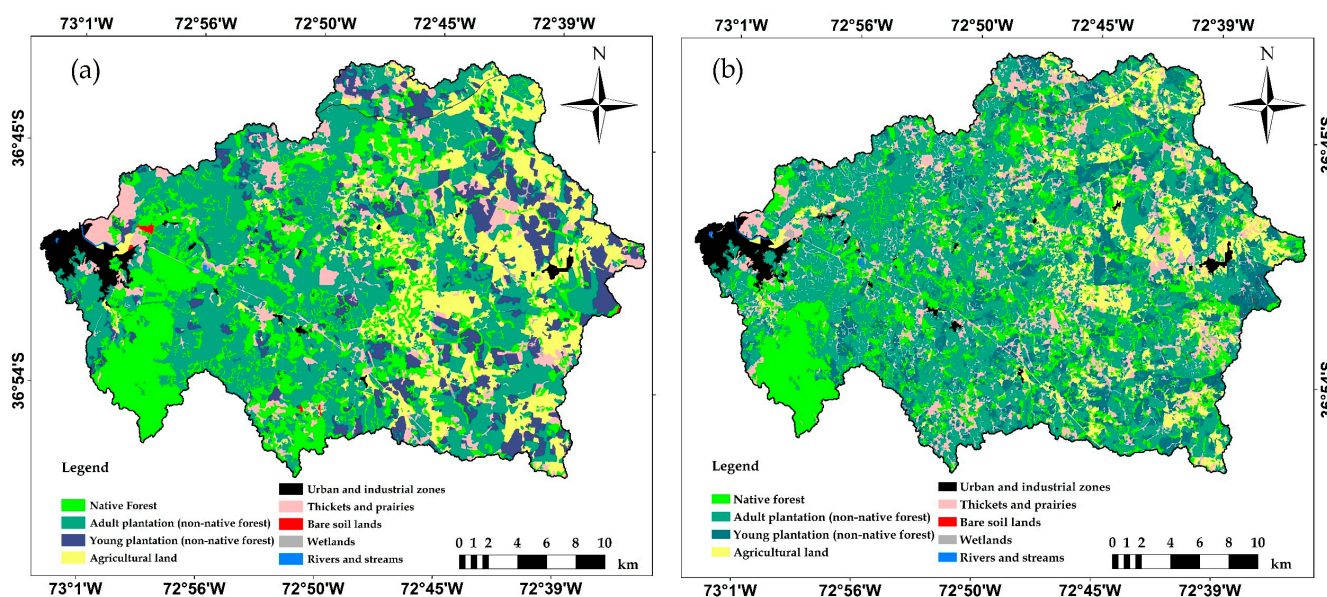 73°1'W 72°56'W 72°50'W 72°45'W 72°39'W
(a)
N
36°45'S
36°54'S
Legend
Native Forest
Adult plantation (non-native forest)
Young plantation (non-native forest)
Agricultural land
Urban and industrial zones
Thickets and prairies
Bare soil lands
Wetlands
Rivers and streams
0 1 2 4 6 8 10
km
73°1'W 72°56'W 72°50'W 72°45'W 72°39'W
73°1'W 72°56'W 72°50'W 72°45'W 72°39'W
(b)
N
36°45'S
36°54'S
Legend
Native forest
Adult plantation (non-native forest)
Young plantation (non-native forest)
Agricultural land
Urban and industrial zones
Thickets and prairies
Bare soil lands
Wetlands
Rivers and streams
0 1 2 4 6 8 10
km
73°1'W 72°56'W 72°50'W 72°45'W 72°39'W